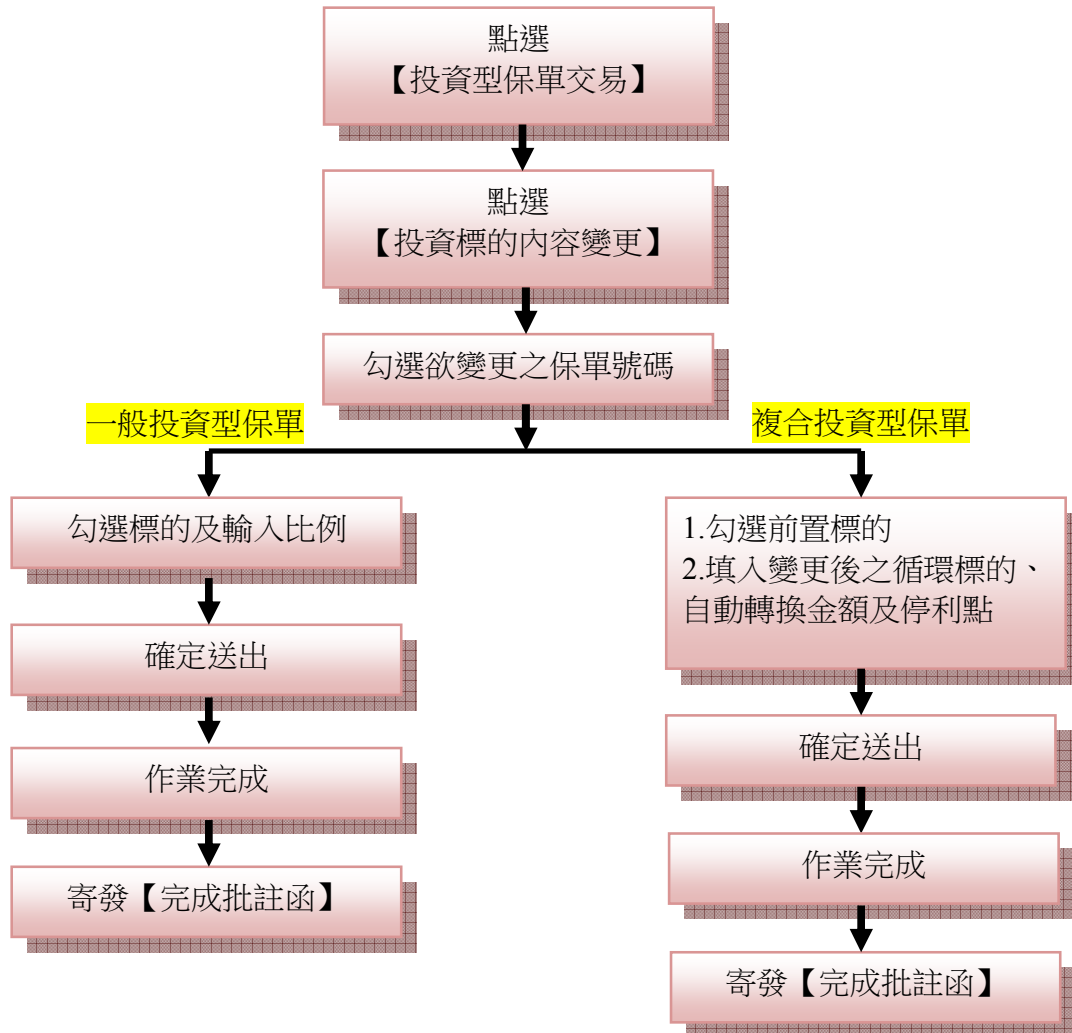 點選
【投資型保單交易】
點選
【投資標的內容變更】
勾選欲變更之保單號碼
一般投資型保單
複合投資型保單
勾選標的及輸入比例
確定送出
作業完成
寄發【完成批註函】
1.勾選前置標的
2.填入變更後之循環標的、
自動轉換金額及停利點
確定送出
作業完成
寄發【完成批註函】